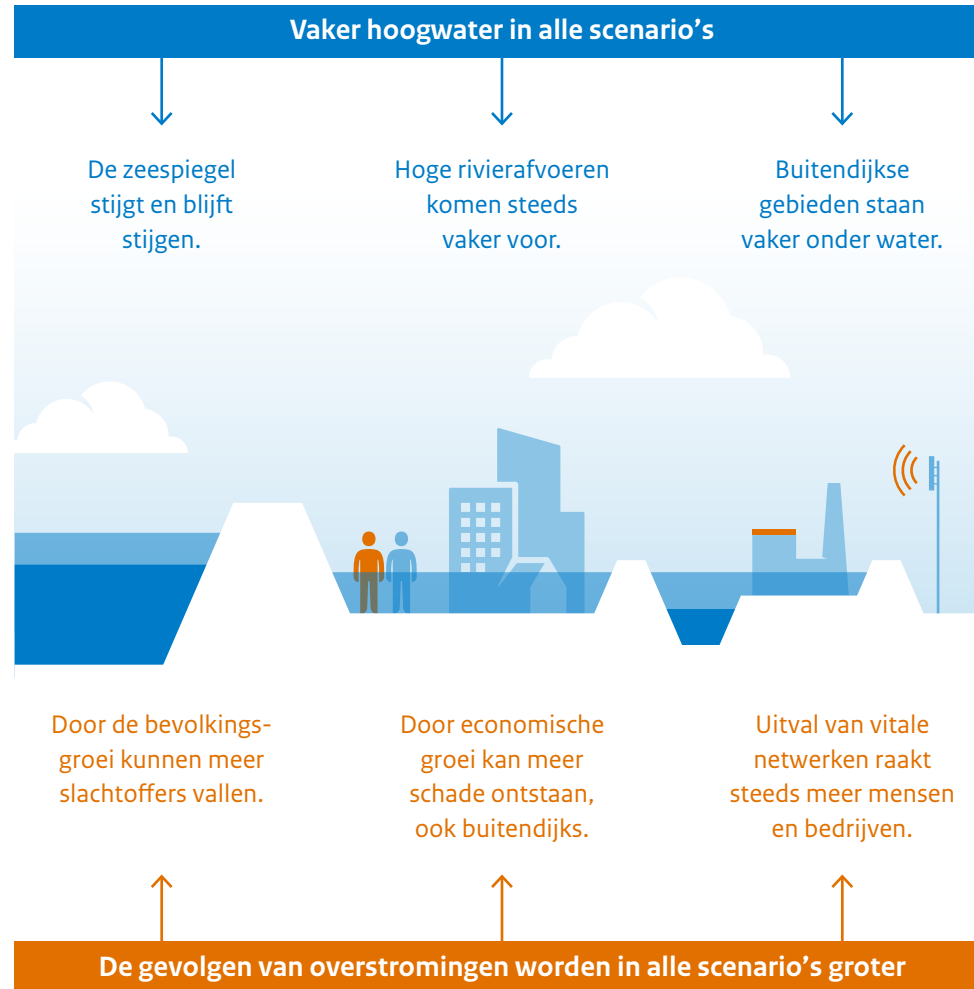 Vaker hoogwater in alle scenario's
De zeespiegel
stijgt en blijft
stijgen.
Hoge rivierafvoeren
komen steeds
vaker voor.
Buitendijkse
gebieden staan
vaker onder water.
Door de bevolkings-
groei kunnen meer
slachtoffers vallen.
Door economische
groei kan meer
schade ontstaan,
ook buitendijks.
Uitval van vitale
netwerken raakt
steeds meer mensen
en bedrijven.
De gevolgen van overstromingen worden in alle scenario's groter